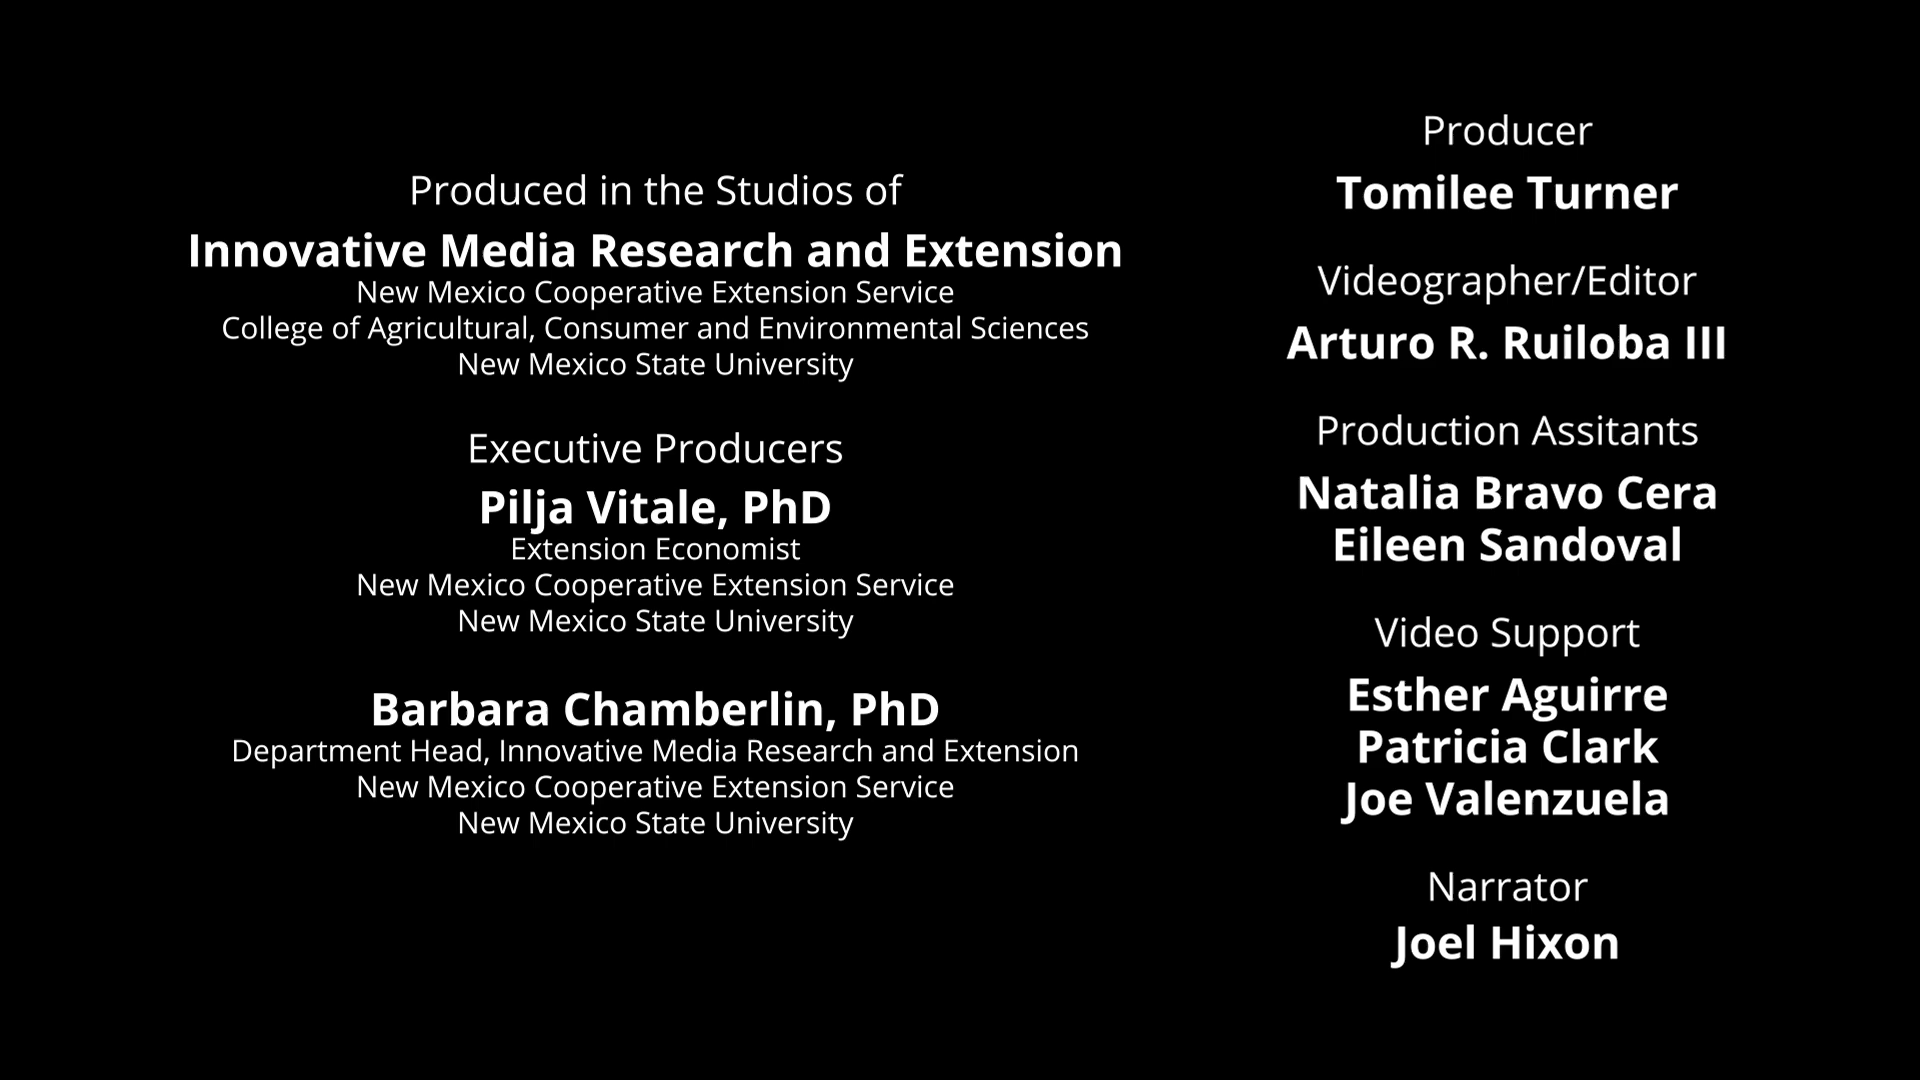 Produced in the Studios of
Innovative Media Research and Extension
New Mexico Cooperative Extension Service
College of Agricultural, Consumer and Environmental Sciences
New Mexico State University
Executive Producers
Pilja Vitale, PhD
Extension Economist
New Mexico Cooperative Extension Service
New Mexico State University
Barbara Chamberlin, PhD
Department Head, Innovative Media Research and Extension
New Mexico Cooperative Extension Service
New Mexico State University
Producer
Tomilee Turner
Videographer/Editor
Arturo R. Ruiloba III
Production Assitants
Natalia Bravo Cera
Eileen Sandoval
Video Support
Esther Aguirre
Patricia Clark
Joe Valenzuela
Narrator
Joel Hixon